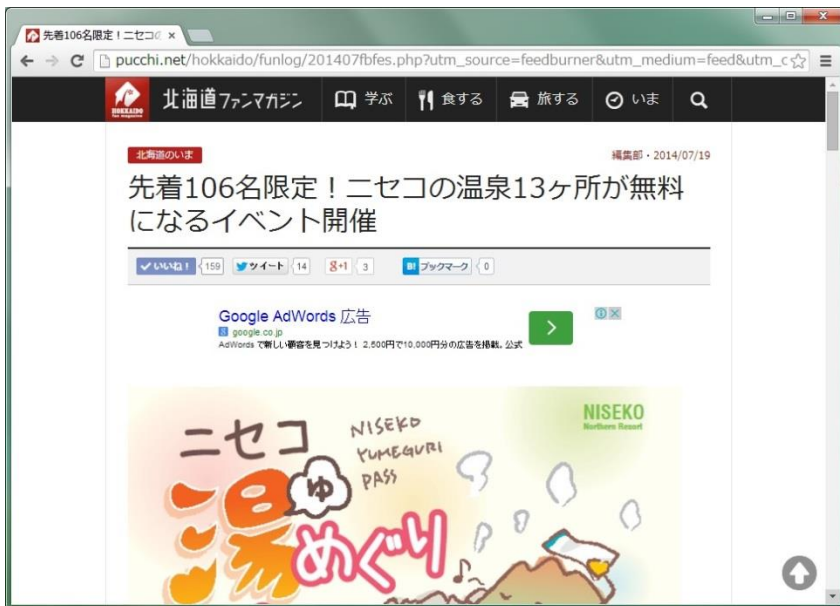 先着106名限定！ニセコの
pucchi.net/hokkaido/funlog/201407fbfes.php?utm_source=feedburner&utm_medium=feed&utm_c
HOKKAIDO
fan magazine
北海道ファンマガジン 学ぶ 食する 旅する いま
北海道のいま 編集部・2014/07/19
先着106名限定！ニセコの温泉13ヶ所が無料
になるイベント開催
いいね！ 159 ツイート 14 g+1 3 B! ブックマーク 0
Google AdWords 広告
google.co.jp
AdWords で新しい顧客を見つけよう！ 2,500円で10,000円分の広告を掲載。公式
NISEKO
Northern Resort
ニセコ
NISEKO
YUMEGURI
PASS
湯ゆめぐり